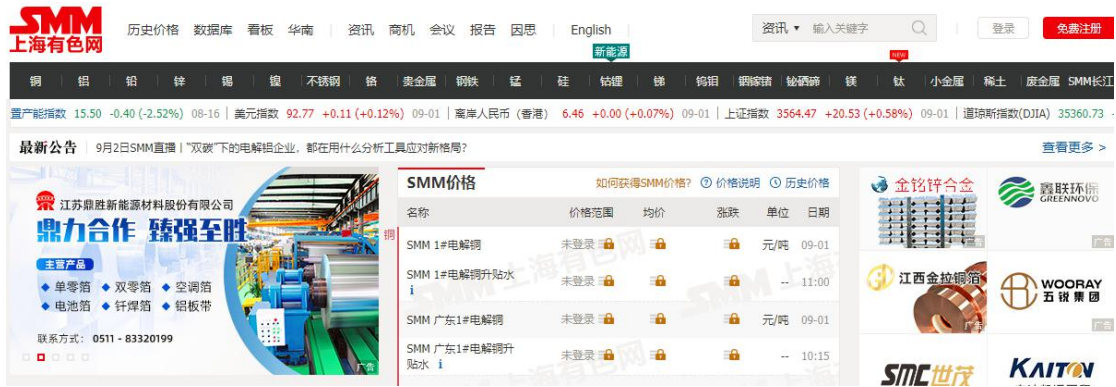 SMM
上海有色网
历史价格 数据库 看板 华南 资讯 商机 会议 报告 因思 English
资讯 输入关键字 登录 免费注册
新能源
NEW
铜 铝 铅 锌 锡 镍 不锈钢 铬 贵金属 钢铁 锰 硅 钴锂 锑 钨钼 铟镓锗 铋硒碲 镁 钛 小金属 稀土 废金属 SMM长江
置产能指数 15.50 -0.40 (-2.52%) 08-16 美元指数 92.77 +0.11 (+0.12%) 09-01 离岸人民币（香港） 6.46 +0.00 (+0.07%) 09-01 上证指数 3564.47 +20.53 (+0.58%) 09-01 道琼斯指数(DJIA) 35360.73
最新公告 9月2日SMM直播丨“双碳”下的电解铝企业，都在用什么分析工具应对新格局？ 查看更多 >
江苏鼎胜新能源材料股份有限公司
鼎力合作 臻强至胜
主营产品
◆ 单零箔 ◆ 双零箔 ◆ 空调箔
◆ 电池箔 ◆ 钎焊箔 ◆ 铝板带
联系方式： 0511 - 83320199
广告
铜
SMM价格 如何获得SMM价格? 价格说明 历史价格
名称 价格范围 均价 涨跌 单位 日期
SMM 1#电解铜 未登录 元/吨 09-01
SMM 1#电解铜升贴水 未登录 -- 11:00
SMM 广东1#电解铜 未登录 元/吨 09-01
SMM 广东1#电解铜升
贴水 未登录 -- 10:15
金铭锌合金
广告
鑫联环保
GREENNOVO
广告
江西金拉铜箔
广告
WOORAY
五锐集团
广告
SMC世茂
KAITON